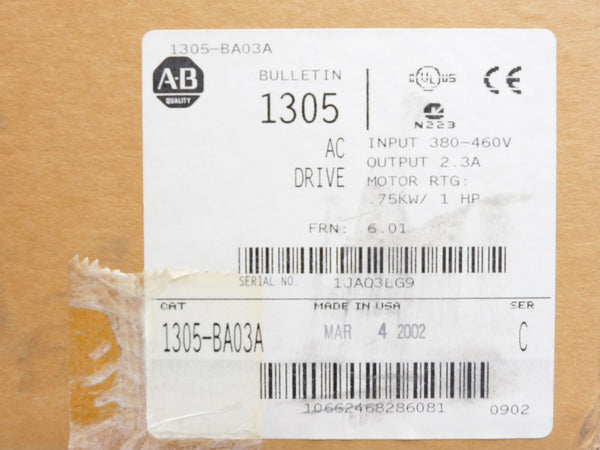 1305-BA03A
A-B
QUALITY
BULLETIN
1305
C UL US
CE
N223
AC
DRIVE
INPUT 380-460V
OUTPUT 2.3A
MOTOR RTG:
.75KW/ 1 HP
FRN: 6.01
SERIAL NO. 1JAQ3LG9
CAT MADE IN USA SER
1305-BA03A MAR 4 2002 C
10662468286081 0902